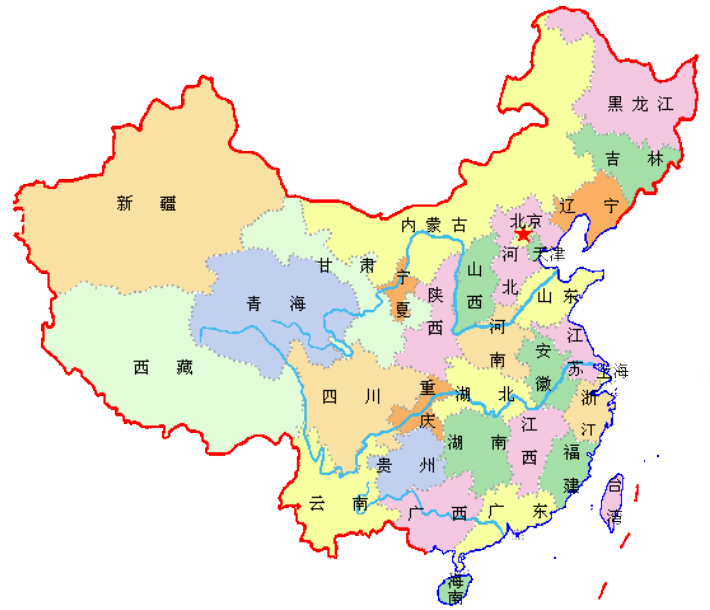 黑龙江
吉林
辽宁
新疆
内蒙古
北京
天津
河北
甘肃
宁夏
山西
陕西
青海
山东
河南
西藏
江苏
安徽
上海
四川
重庆
湖北
浙江
湖南
江西
福建
贵州
云南
广西
广东
台湾
海南